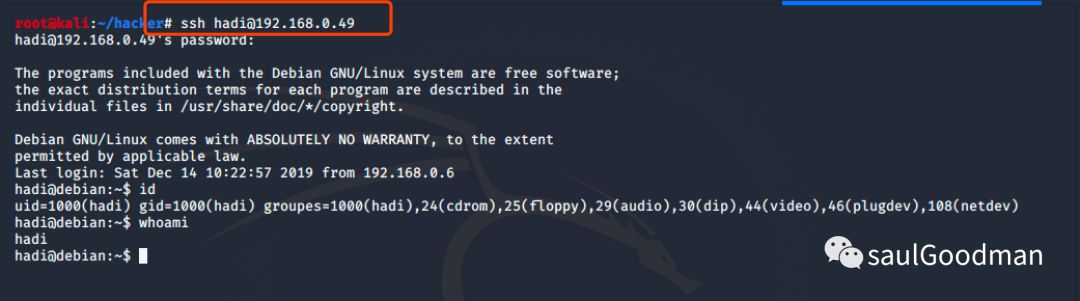 root@kali:~/hacker# ssh hadi@192.168.0.49
hadi@192.168.0.49's password:
The programs included with the Debian GNU/Linux system are free software;
the exact distribution terms for each program are described in the
individual files in /usr/share/doc/*/copyright.
Debian GNU/Linux comes with ABSOLUTELY NO WARRANTY, to the extent
permitted by applicable law.
Last login: Sat Dec 14 10:22:57 2019 from 192.168.0.6
hadi@debian:~$ id
uid=1000(hadi) gid=1000(hadi) groupes=1000(hadi),24(cdrom),25(floppy),29(audio),30(dip),44(video),46(plugdev),108(netdev)
hadi@debian:~$ whoami
hadi
hadi@debian:~$
saulGoodman